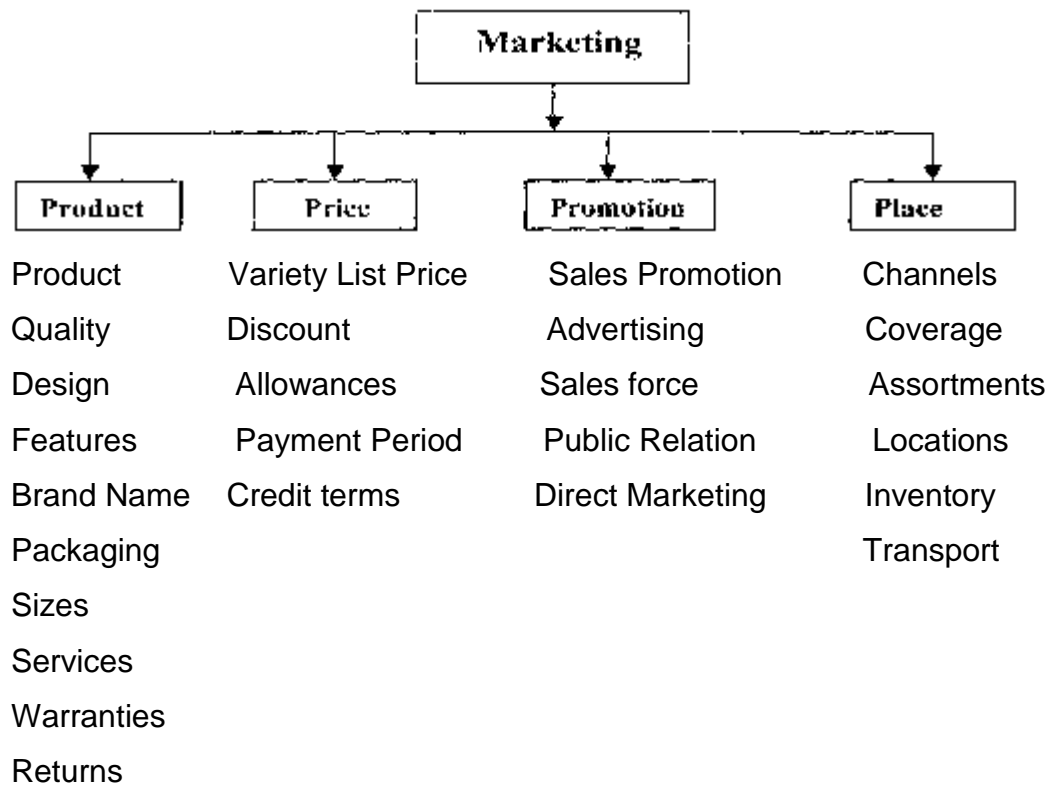 Marketing
Product Price Promotion Place
Product Variety List Price Sales Promotion Channels
Quality Discount Advertising Coverage
Design Allowances Sales force Assortments
Features Payment Period Public Relation Locations
Brand Name Credit terms Direct Marketing Inventory
Packaging Transport
Sizes
Services
Warranties
Returns